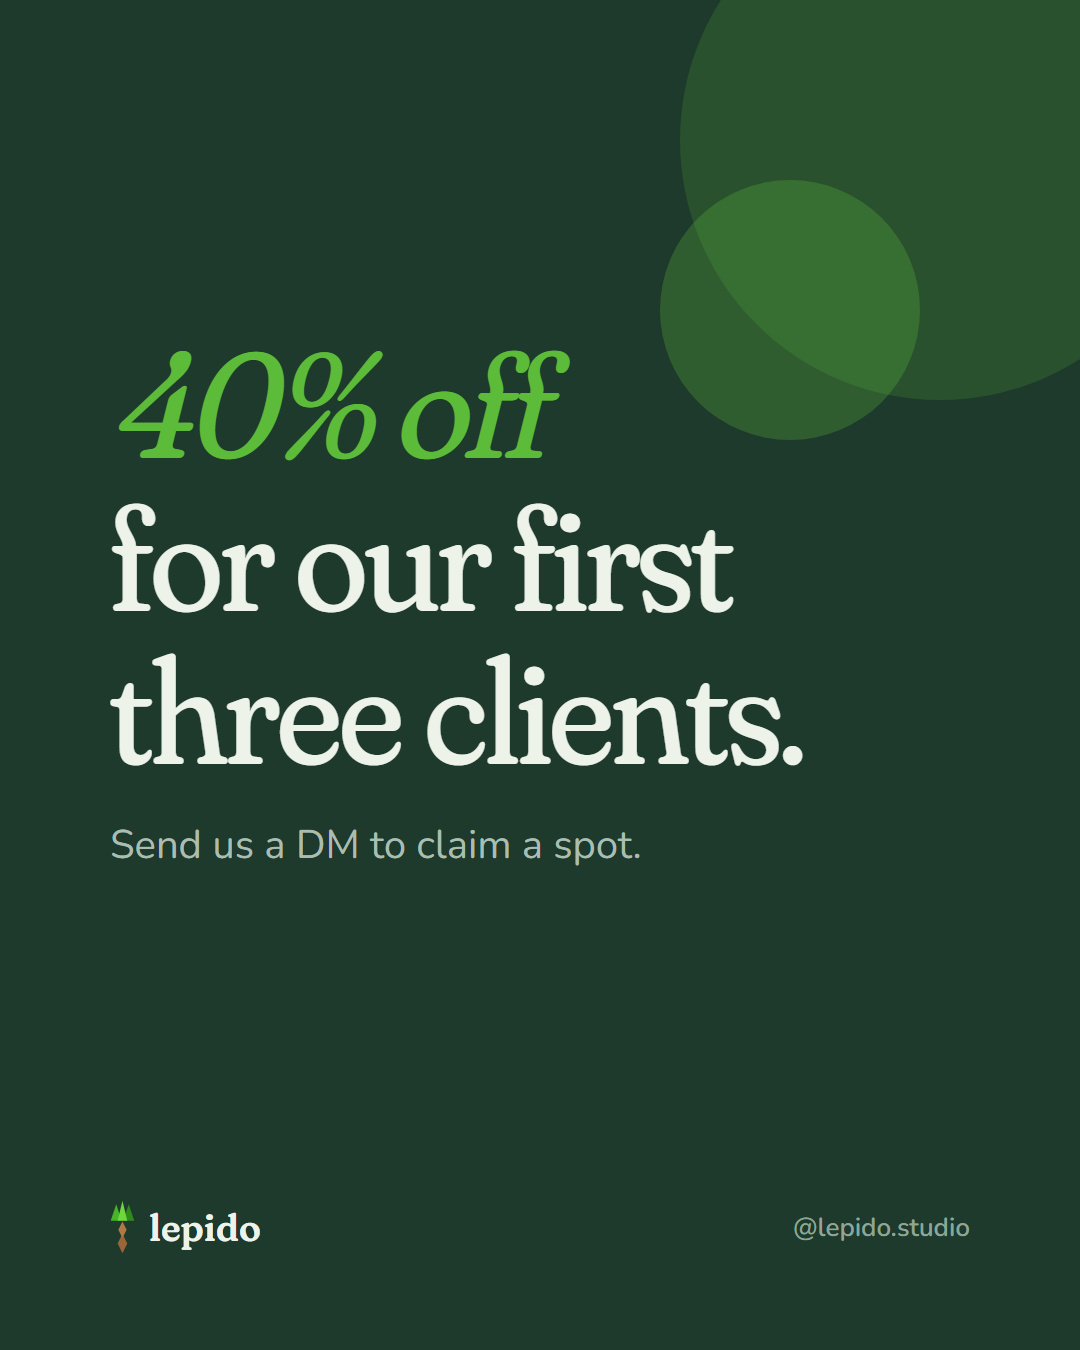 40% off
for our first
three clients.
Send us a DM to claim a spot.
lepido
@lepido.studio